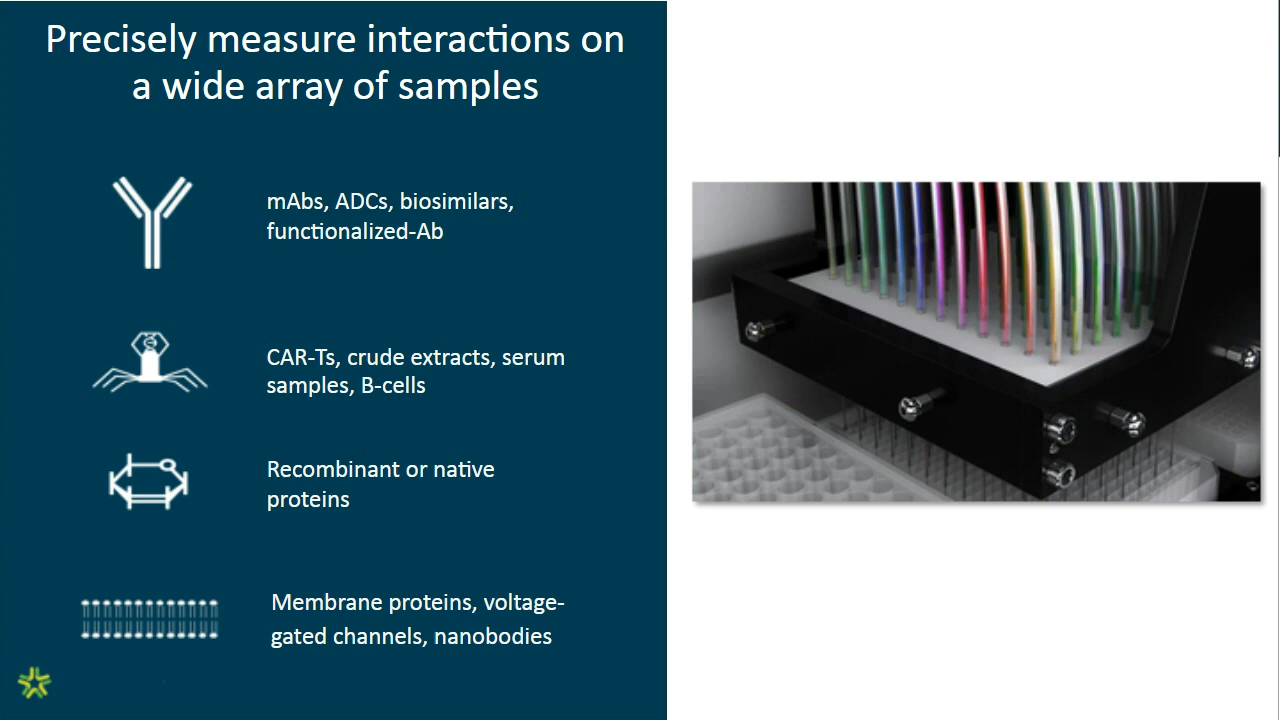 Precisely measure interactions on
a wide array of samples
mAbs, ADCs, biosimilars,
functionalized-Ab
CAR-Ts, crude extracts, serum
samples, B-cells
Recombinant or native
proteins
Membrane proteins, voltage-
gated channels, nanobodies